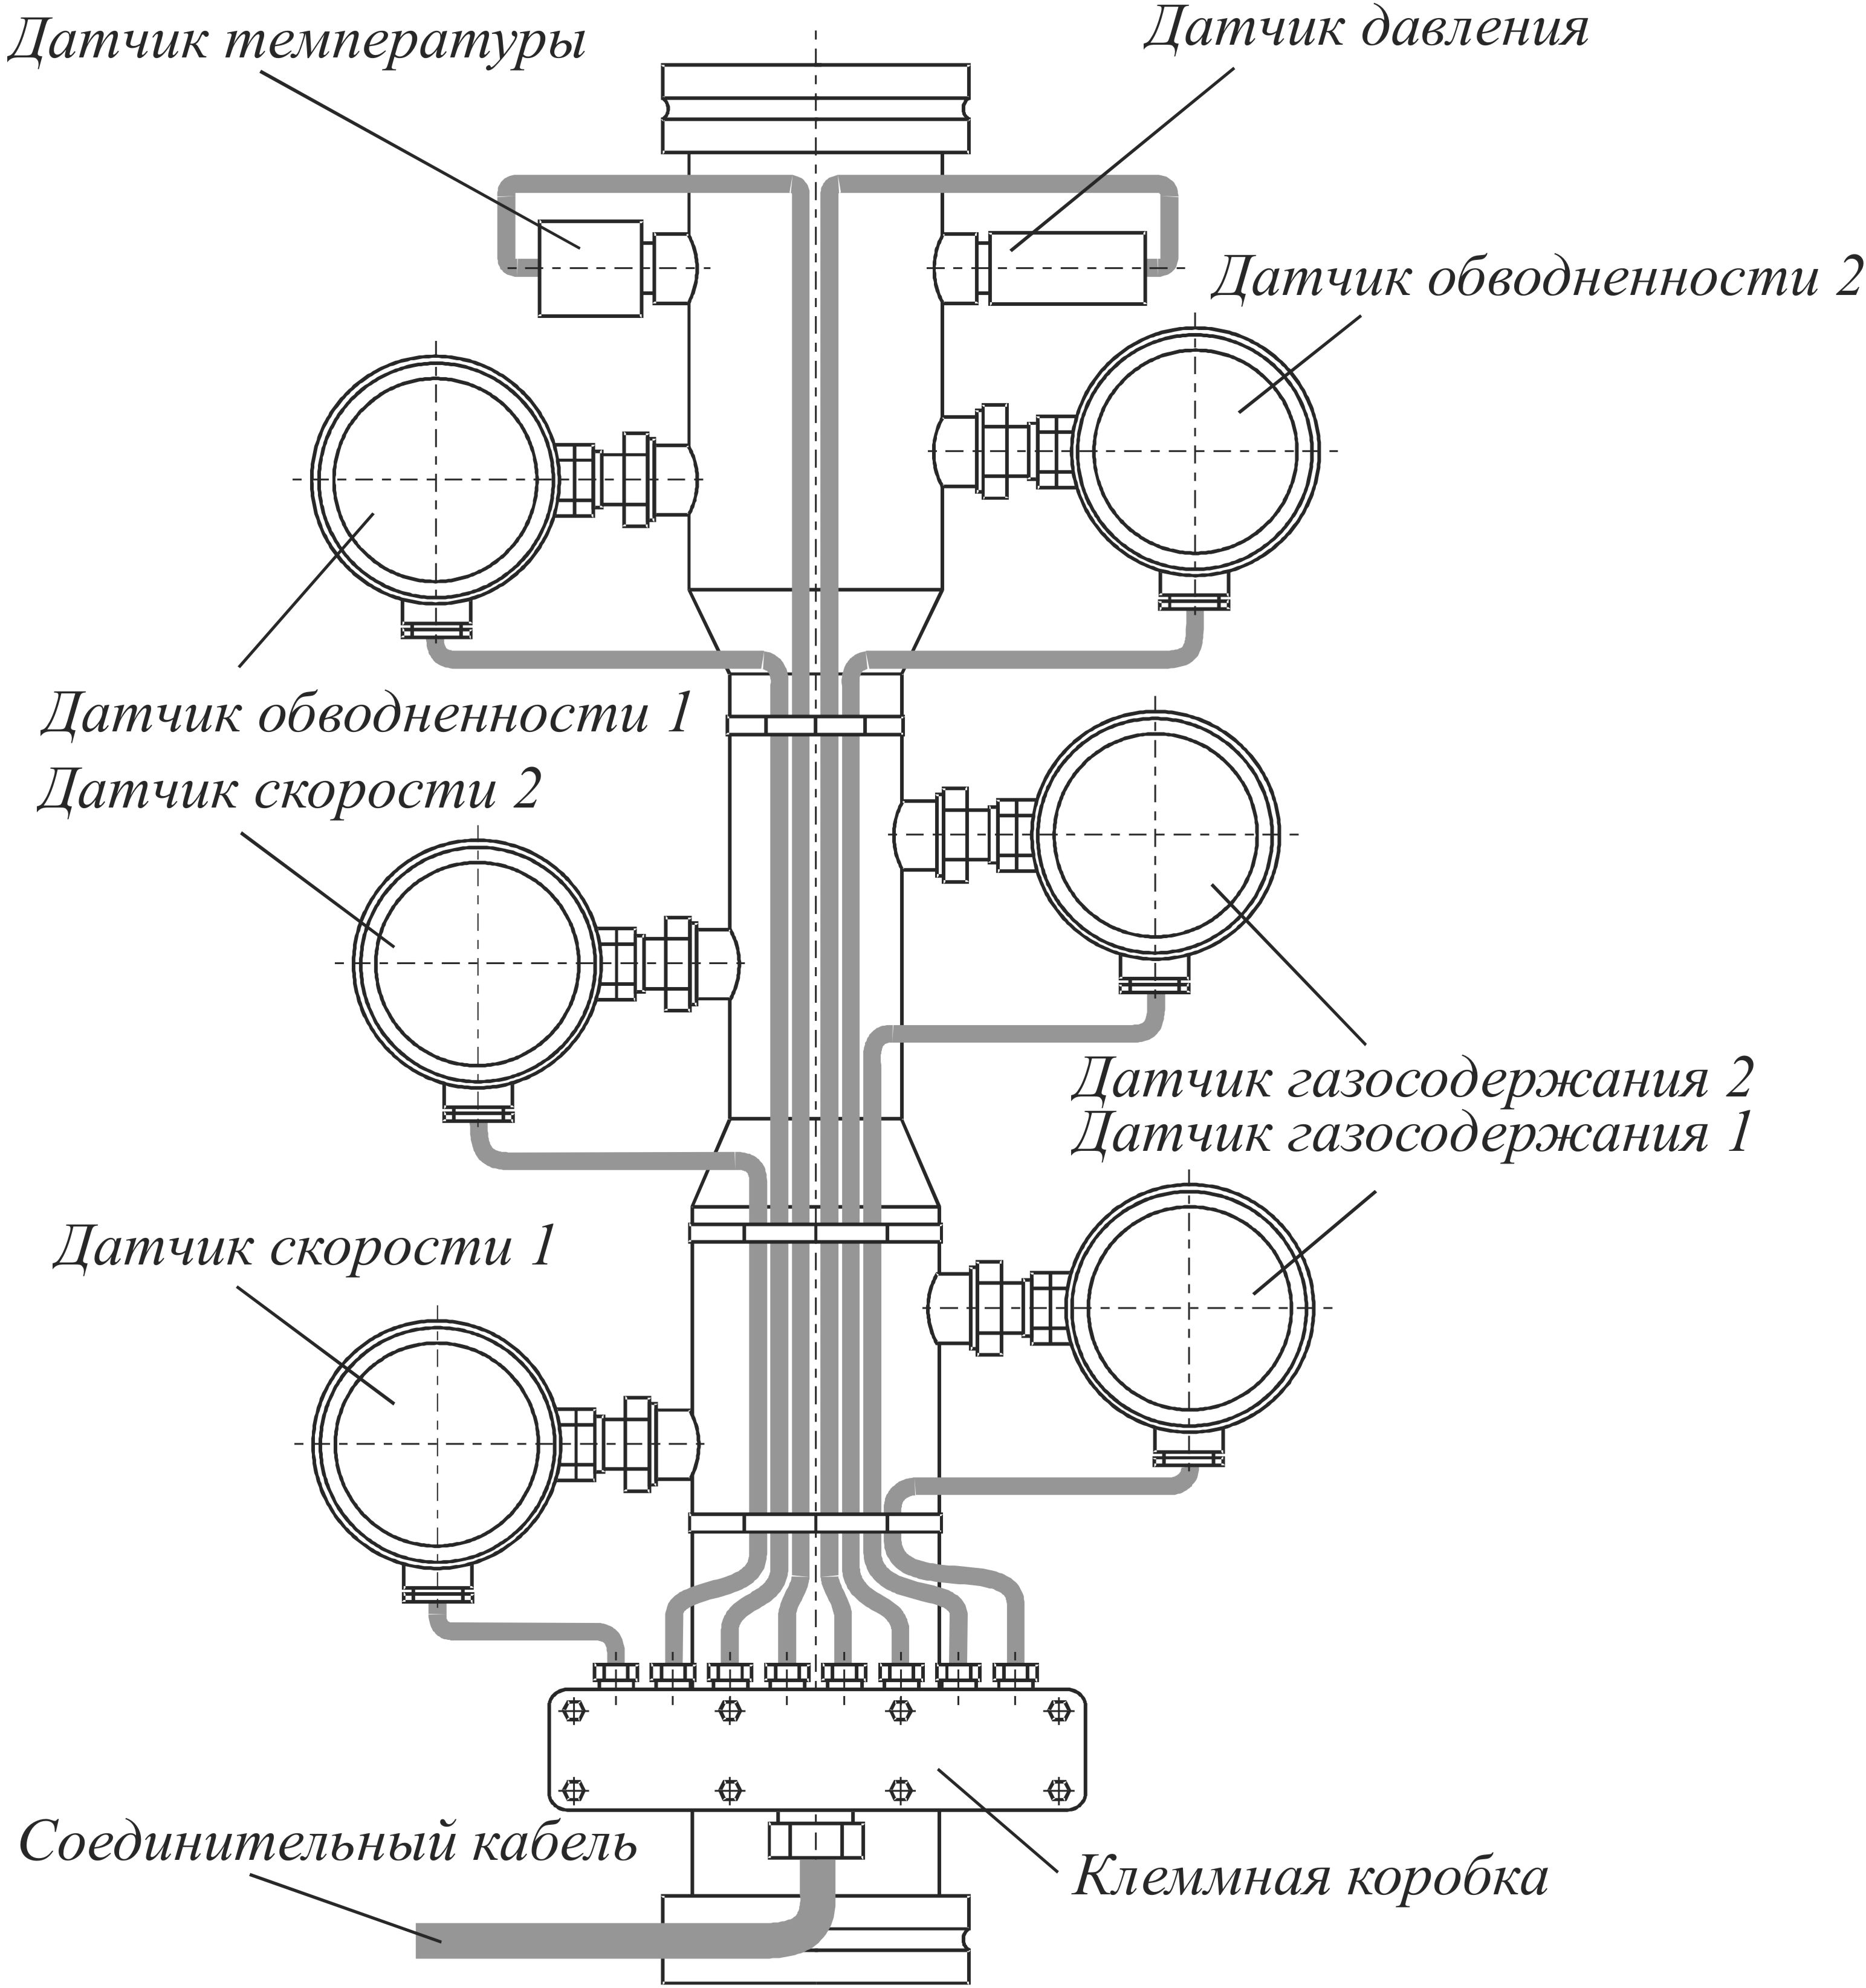 Датчик температуры
Датчик давления
Датчик обводненности 2
Датчик обводненности 1
Датчик скорости 2
Датчик газосодержания 2
Датчик газосодержания 1
Датчик скорости 1
Соединительный кабель
Клеммная коробка